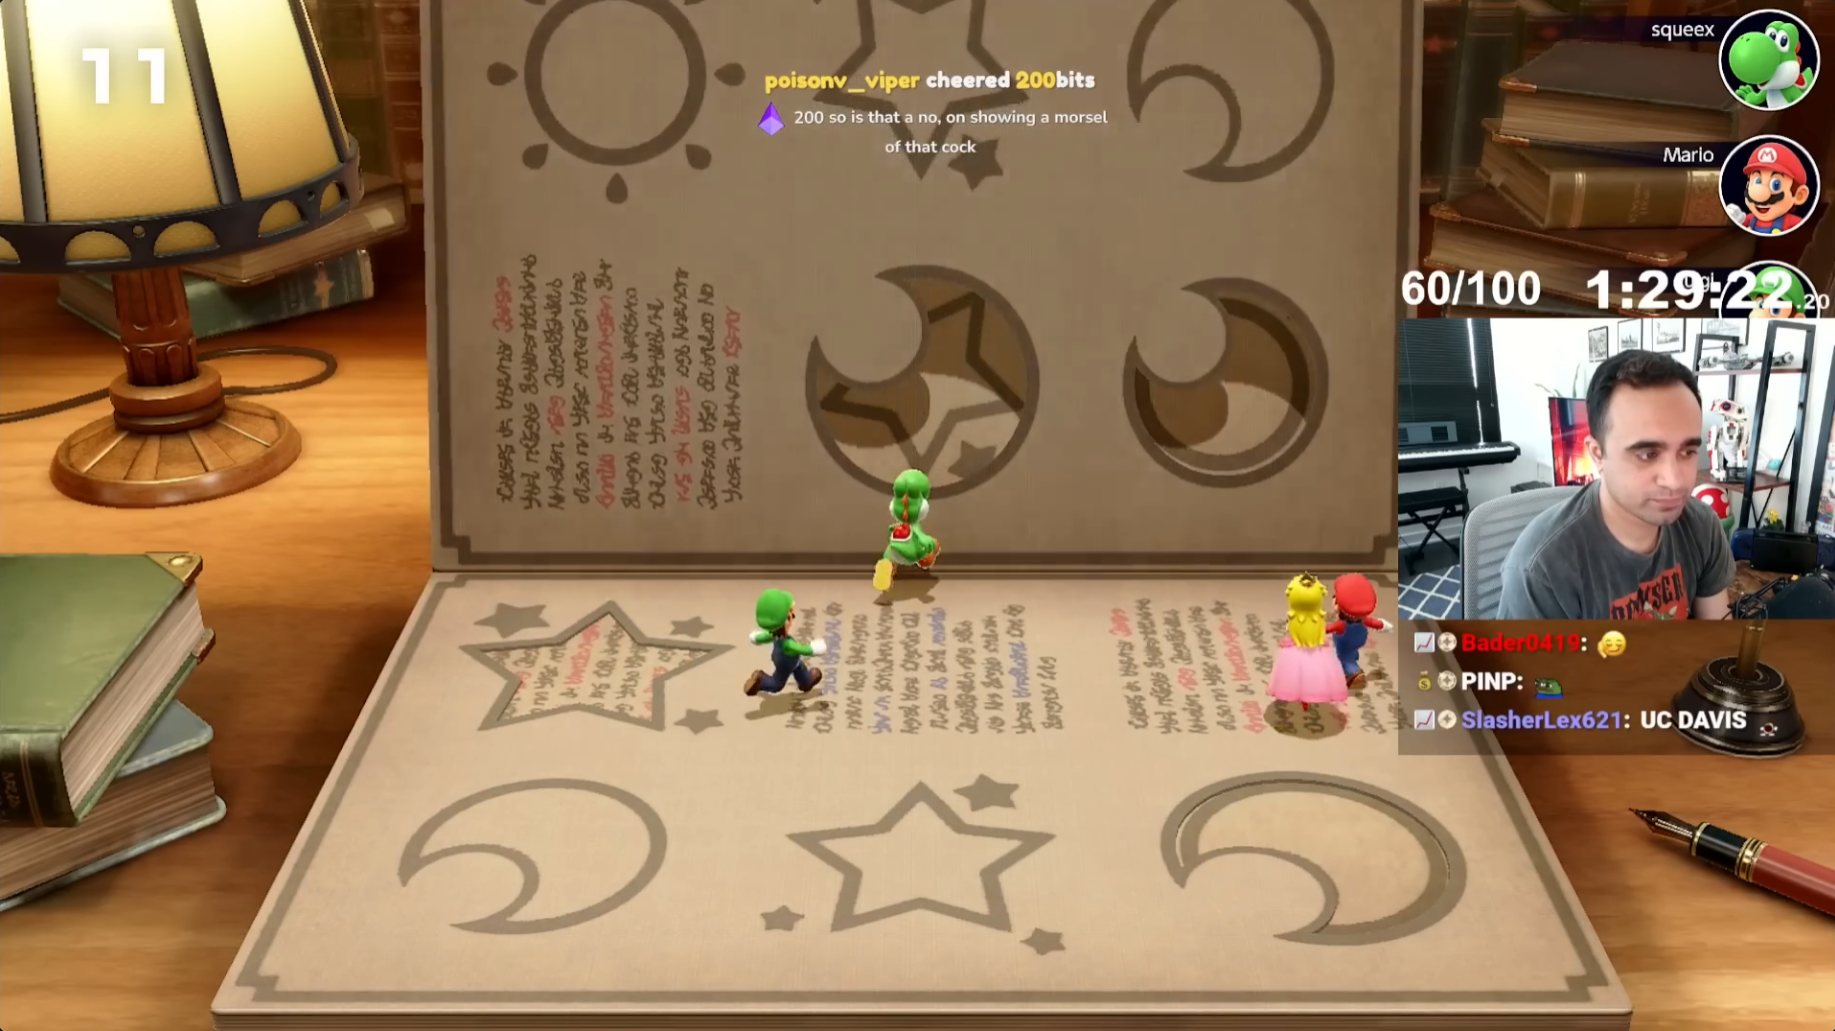 11
poisonv_viper cheered 200bits
200 so is that a no, on showing a morsel
of that cock
squeex
Mario
60/100 1:29:22.20
Bader0419:
PINP:
SlasherLex621: UC DAVIS